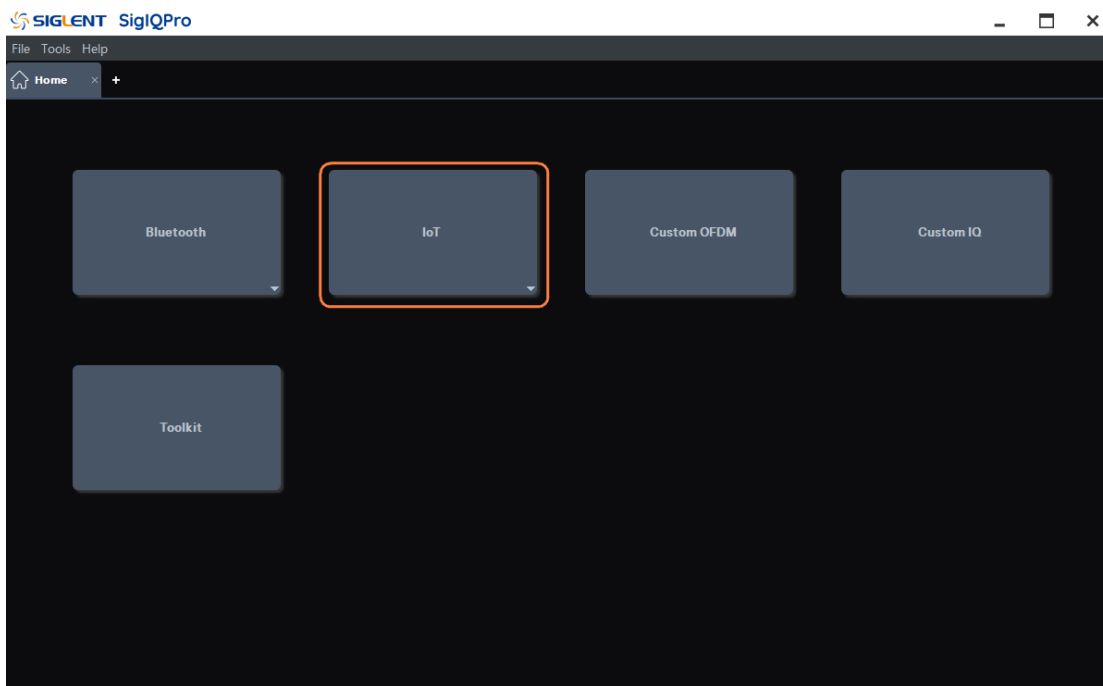 SIGLENT SigIQPro
File Tools Help
Home
Bluetooth IoT Custom OFDM Custom IQ
Toolkit